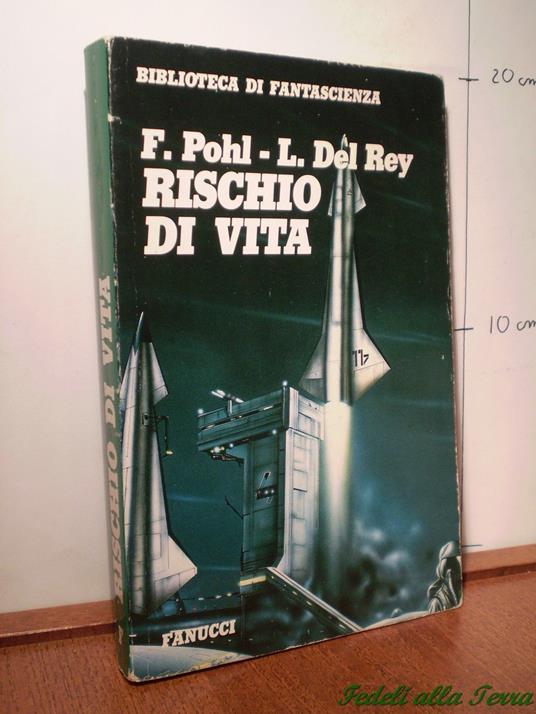 BIBLIOTECA DI FANTASCIENZA
F. Pohl - L. Del Rey
RISCHIO
DI VITA
FANUCCI
RISCHIO DI VITA
20 cm
10 cm
Fedeli alla Terra